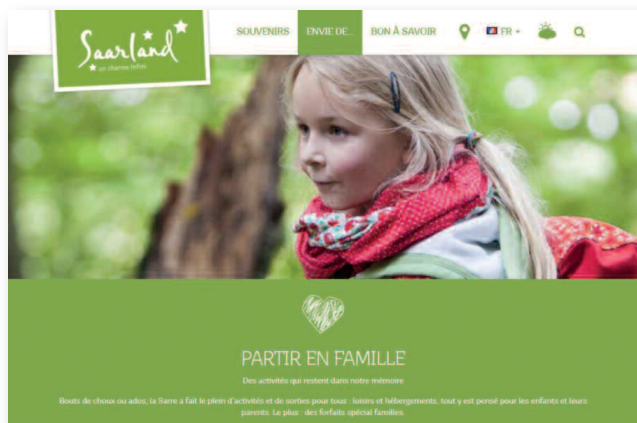 SOUVENIRS ENVIE DE... BON À SAVOIR FR
Saarland
un charme infini
PARTIR EN FAMILLE
Des activités qui restent dans notre mémoire
Bouts de choux ou ados, la Sarre a fait le plein d'activités et de sorties pour tous : loisirs et hébergements, tout y est pensé pour les enfants et leurs
parents. Le plus : des forfaits spécial familles.